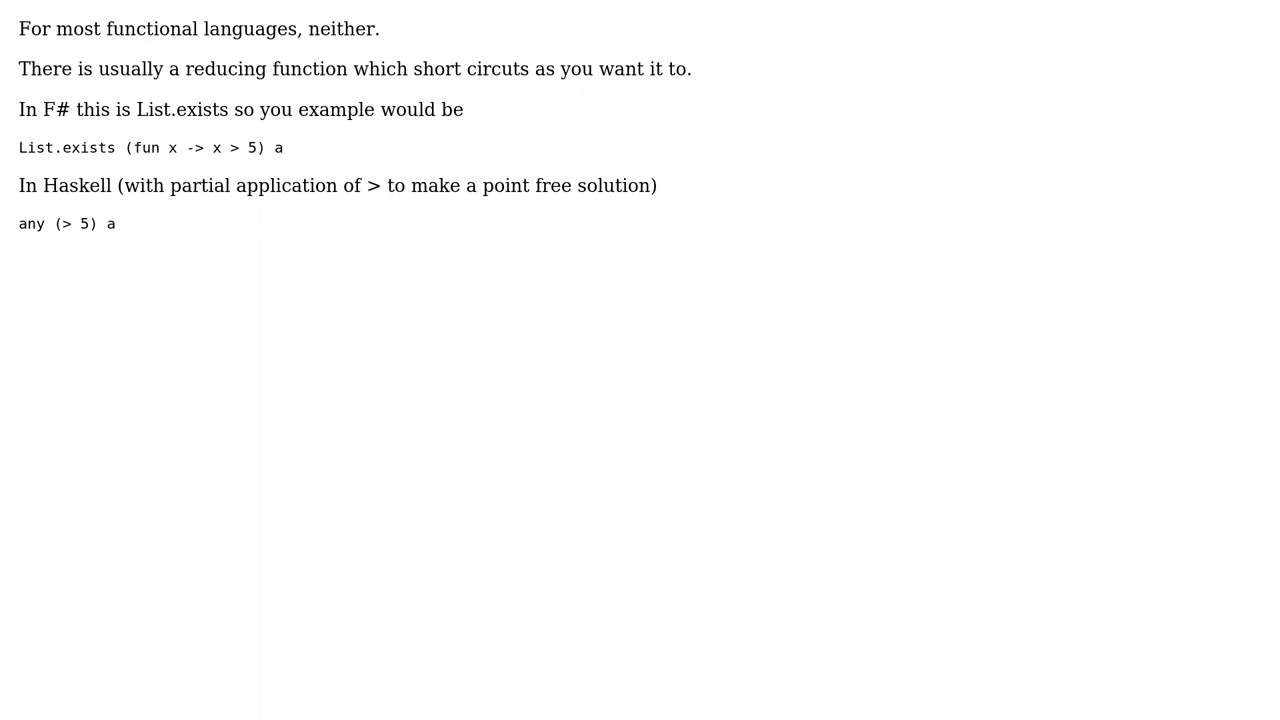 For most functional languages, neither.
There is usually a reducing function which short circuts as you want it to.
In F# this is List.exists so you example would be
List.exists (fun x -> x > 5) a
In Haskell (with partial application of > to make a point free solution)
any (> 5) a